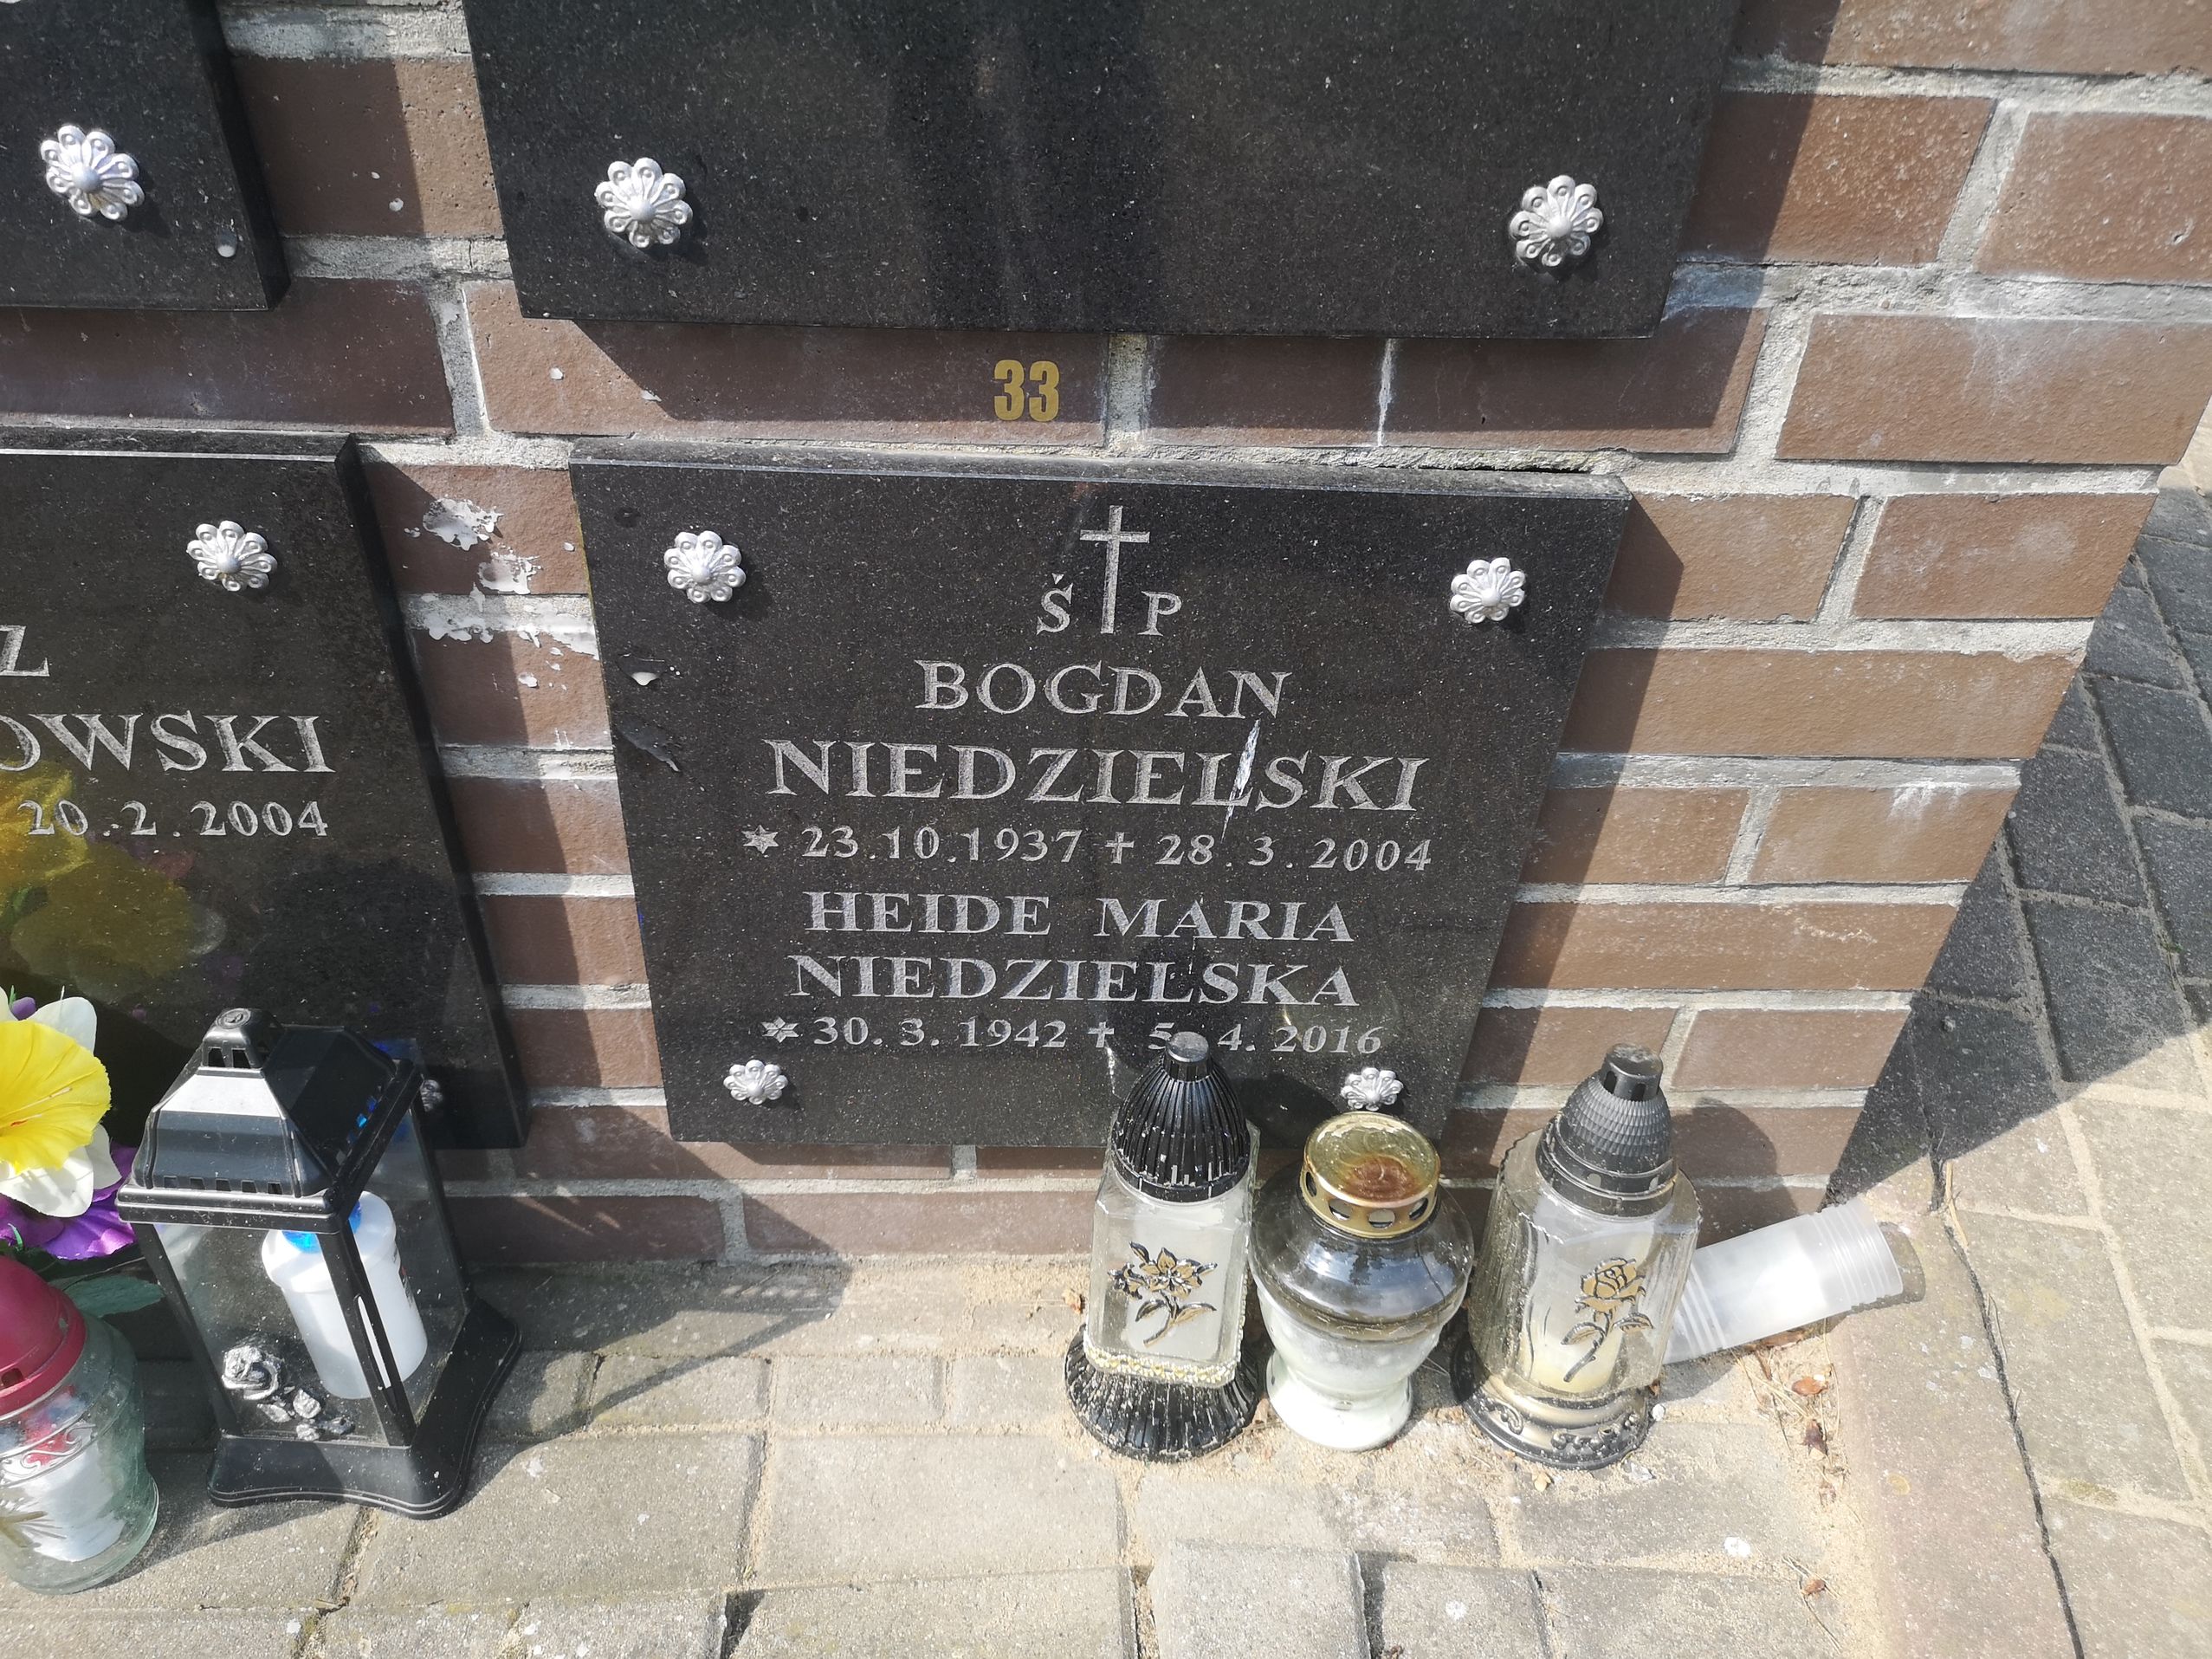 33
Ś P
BOGDAN
NIEDZIELSKI
* 23.10.1937 † 28.3.2004
HEIDE MARIA
NIEDZIELSKA
* 30.3.1942 † 5.4.2016
20.2.2004